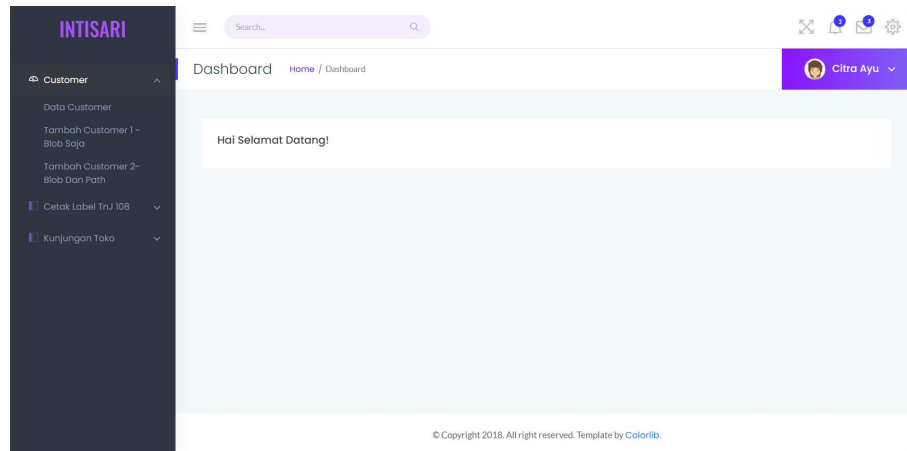 INTISARI
Search...
1
3
Dashboard
Home / Dashboard
Citra Ayu
Customer
Data Customer
Tambah Customer 1 -
Blob Saja
Tambah Customer 2-
Blob Dan Path
Cetak Label TnJ 108
Kunjungan Toko
Hai Selamat Datang!
© Copyright 2018. All right reserved. Template by Colorlib.